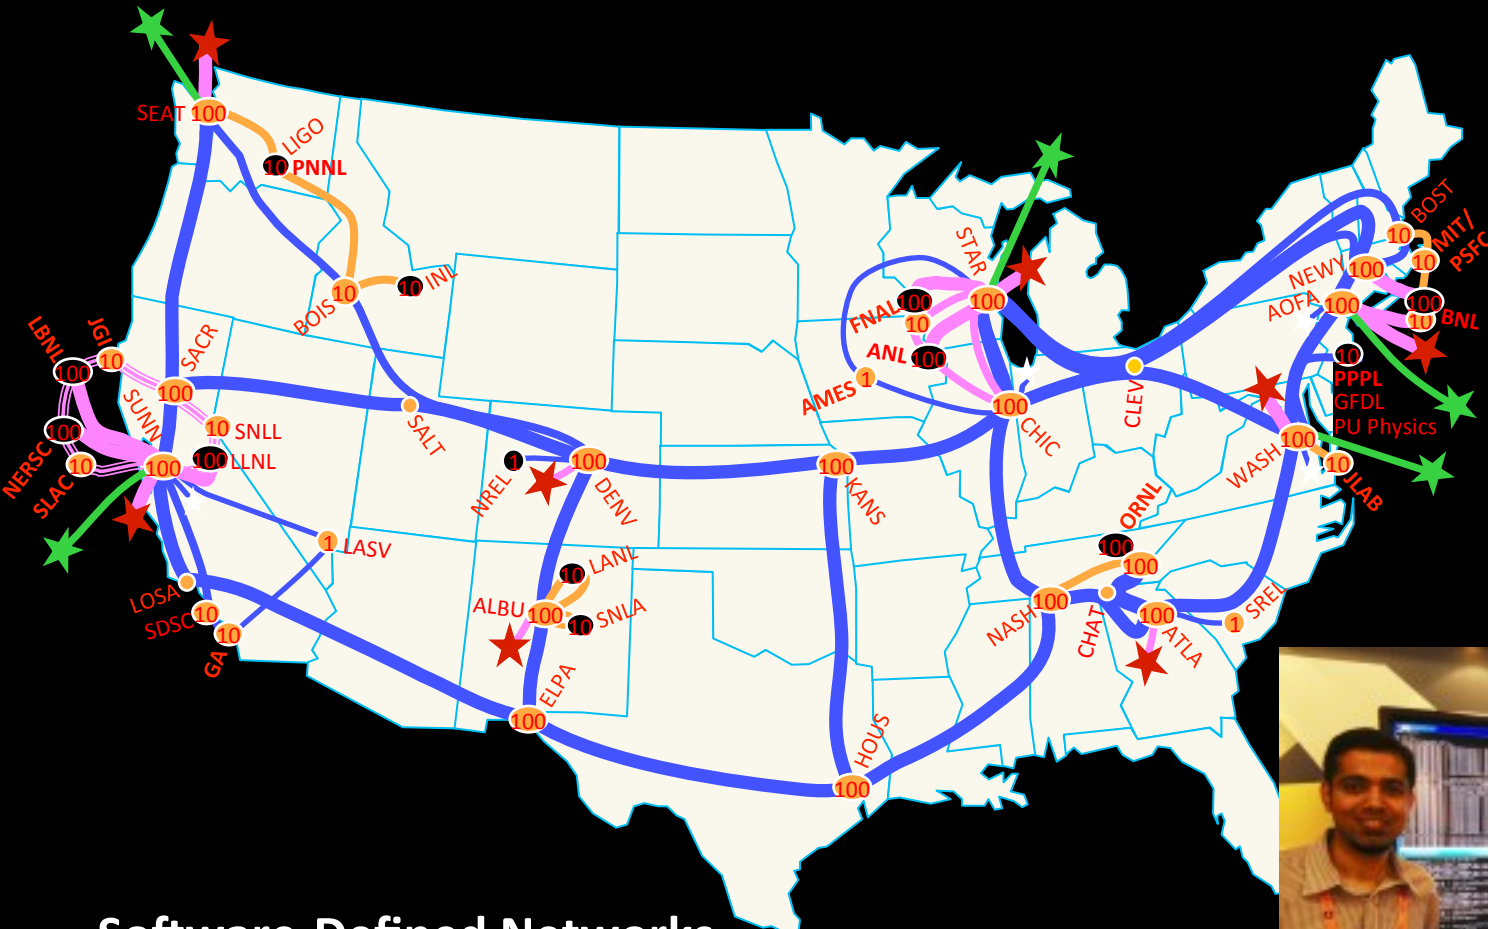 SEAT 100
LIGO
10 PNNL
INL
10
10
BOIS
SACR
JGI
10
LBNL
100
100
SUNN
10 SNLL
100
NERSC
10
SLAC
100
100 LLNL
SALT
1
NREL
100
DENV
1 LASV
LOSA
SDSC
10
10
GA
LANL
10
ALBU
100
SNLA
10
ELPA
100
STAR
100
FNAL
100
10
ANL
100
AMES
1
100
CHIC
CLEV
100
KANS
HOUS
100
ORNL
100
100
NASH
100
CHAT
100
ATLA
SREL
1
BOST
10
MIT/
PSFC
10
NEWY
100
AOFA
100
100
10 BNL
10
PPPL
GFDL
PU Physics
100
WASH
10
JLAB
Software-Defined Networks